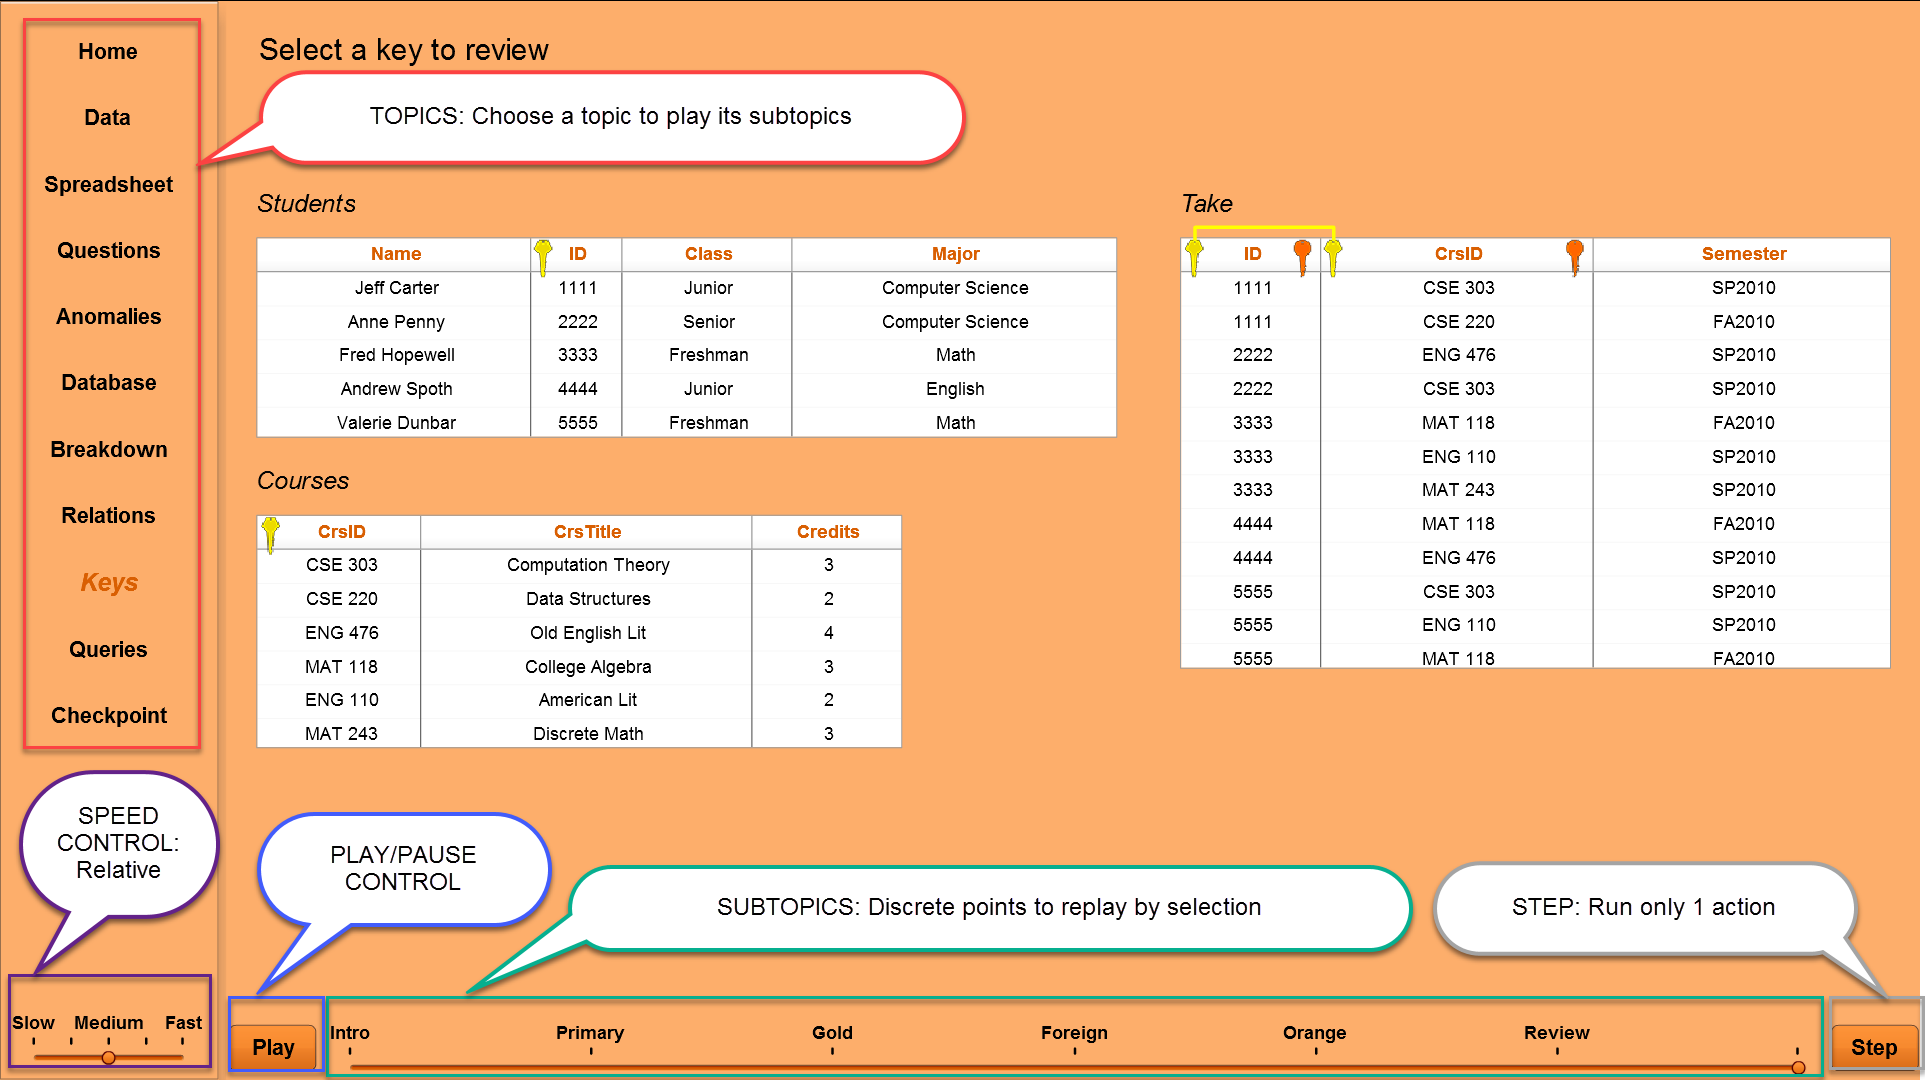 Home
Data
Spreadsheet
Questions
Anomalies
Database
Breakdown
Relations
Keys
Queries
Checkpoint
Select a key to review
TOPICS: Choose a topic to play its subtopics
Students
Name ID Class Major
Jeff Carter 1111 Junior Computer Science
Anne Penny 2222 Senior Computer Science
Fred Hopewell 3333 Freshman Math
Andrew Spoth 4444 Junior English
Valerie Dunbar 5555 Freshman Math
Courses
CrsID CrsTitle Credits
CSE 303 Computation Theory 3
CSE 220 Data Structures 2
ENG 476 Old English Lit 4
MAT 118 College Algebra 3
ENG 110 American Lit 2
MAT 243 Discrete Math 3
Take
ID CrsID Semester
1111 CSE 303 SP2010
1111 CSE 220 FA2010
2222 ENG 476 SP2010
2222 CSE 303 SP2010
3333 MAT 118 FA2010
3333 ENG 110 SP2010
3333 MAT 243 SP2010
4444 MAT 118 FA2010
4444 ENG 476 SP2010
5555 CSE 303 SP2010
5555 ENG 110 SP2010
5555 MAT 118 FA2010
SPEED
CONTROL:
Relative
PLAY/PAUSE
CONTROL
SUBTOPICS: Discrete points to replay by selection
STEP: Run only 1 action
Slow Medium Fast
Play
Intro Primary Gold Foreign Orange Review
Step